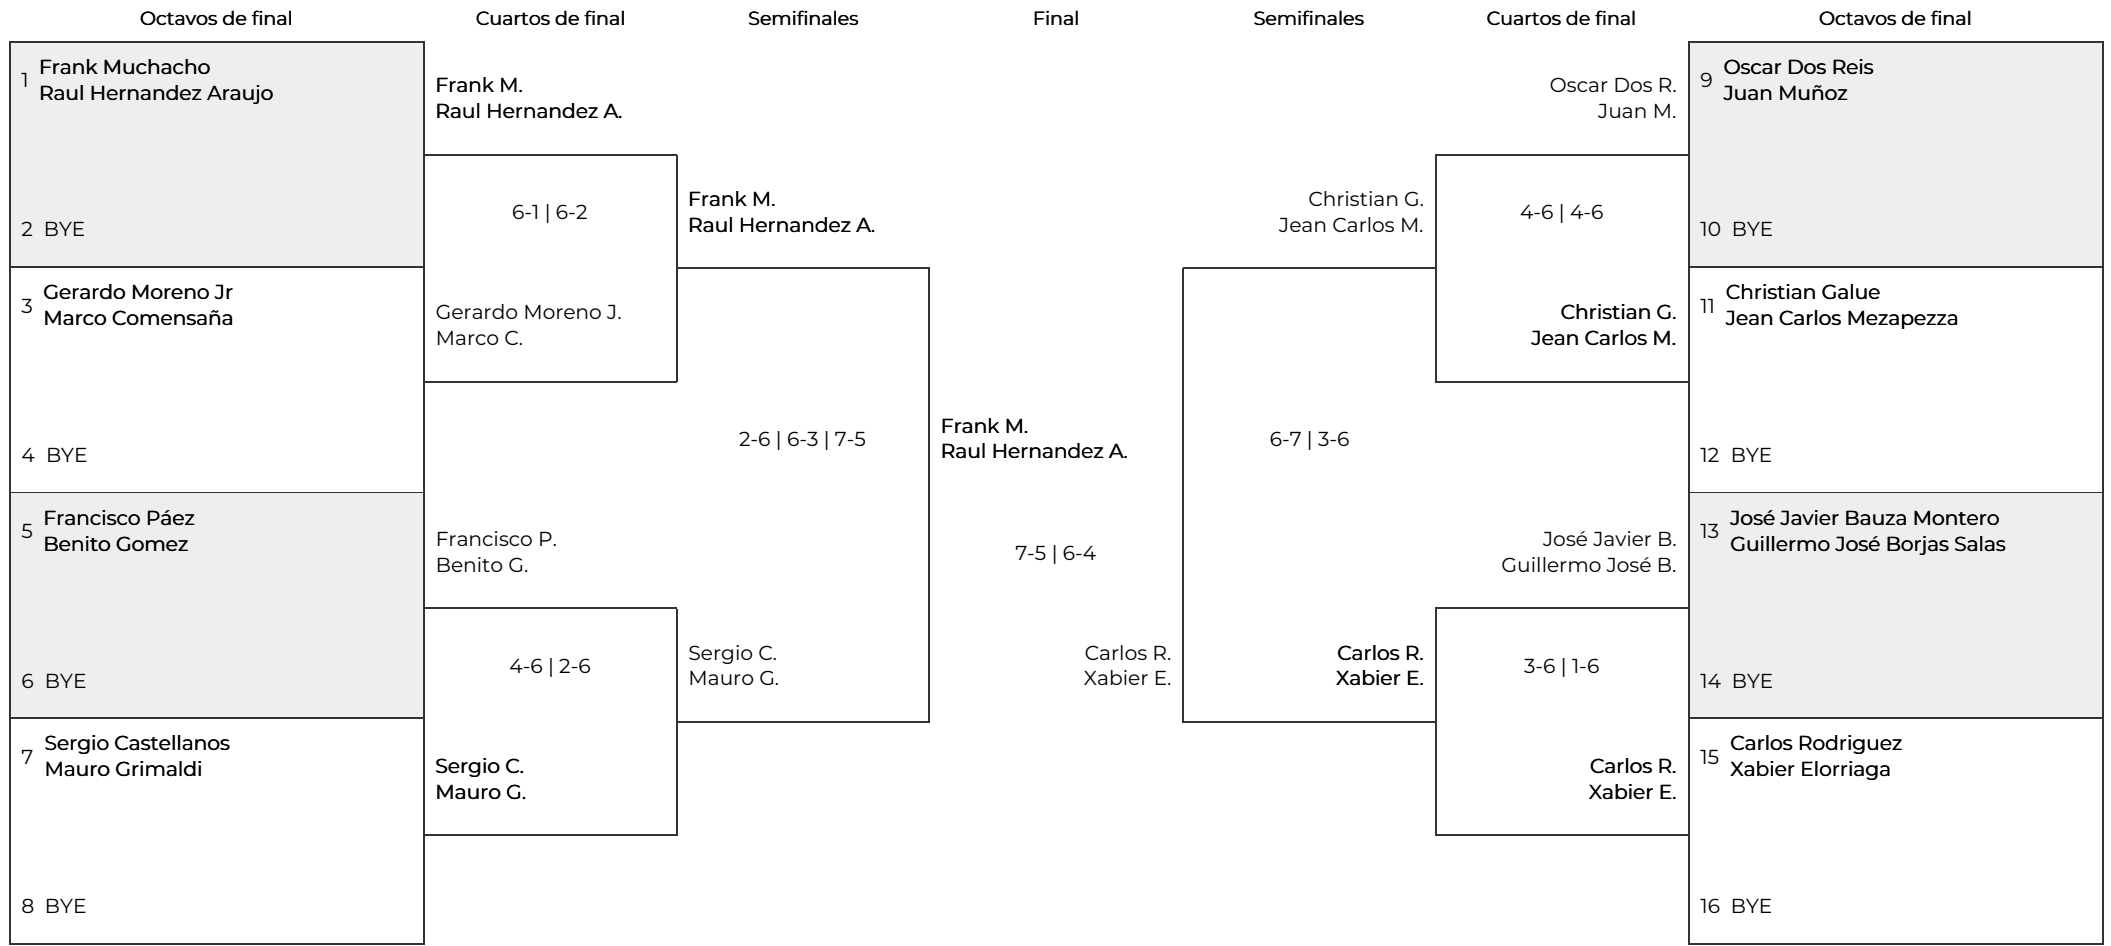 Octavos de final
Cuartos de final
Semifinales
Final
Semifinales
Cuartos de final
Octavos de final
1
Frank Muchacho
Raul Hernandez Araujo
2 BYE
3
Gerardo Moreno Jr
Marco Comensaña
4 BYE
5
Francisco Páez
Benito Gomez
6 BYE
7
Sergio Castellanos
Mauro Grimaldi
8 BYE
Frank M.
Raul Hernandez A.
6-1 | 6-2
Gerardo Moreno J.
Marco C.
Francisco P.
Benito G.
4-6 | 2-6
Sergio C.
Mauro G.
Frank M.
Raul Hernandez A.
2-6 | 6-3 | 7-5
Sergio C.
Mauro G.
Frank M.
Raul Hernandez A.
7-5 | 6-4
Carlos R.
Xabier E.
Christian G.
Jean Carlos M.
6-7 | 3-6
Carlos R.
Xabier E.
Oscar Dos R.
Juan M.
4-6 | 4-6
Christian G.
Jean Carlos M.
José Javier B.
Guillermo José B.
3-6 | 1-6
Carlos R.
Xabier E.
9
Oscar Dos Reis
Juan Muñoz
10 BYE
11
Christian Galue
Jean Carlos Mezapezza
12 BYE
13
José Javier Bauza Montero
Guillermo José Borjas Salas
14 BYE
15
Carlos Rodriguez
Xabier Elorriaga
16 BYE